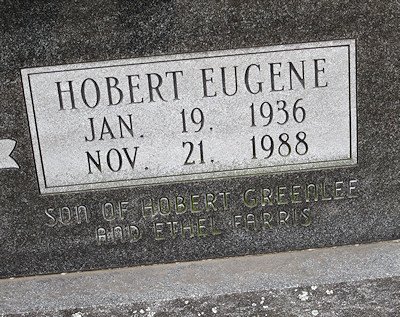 HOBERT EUGENE
JAN. 19. 1936
NOV. 21. 1988
SON OF HOBERT GREENLEE
AND ETHEL FARRIS